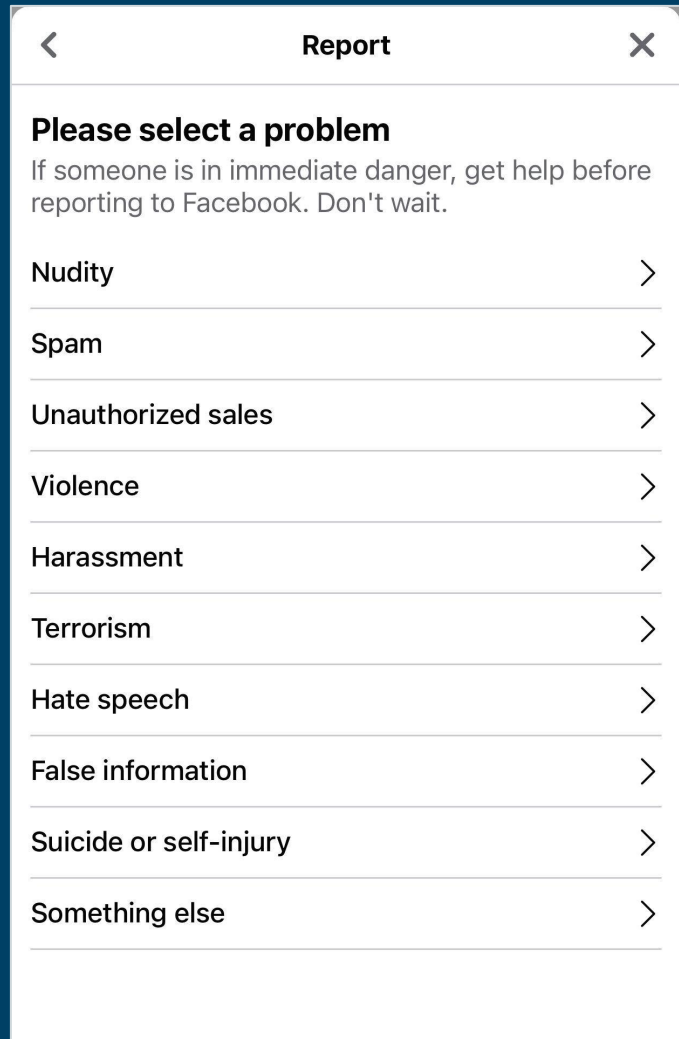 Report
Please select a problem
If someone is in immediate danger, get help before
reporting to Facebook. Don't wait.
Nudity
Spam
Unauthorized sales
Violence
Harassment
Terrorism
Hate speech
False information
Suicide or self-injury
Something else